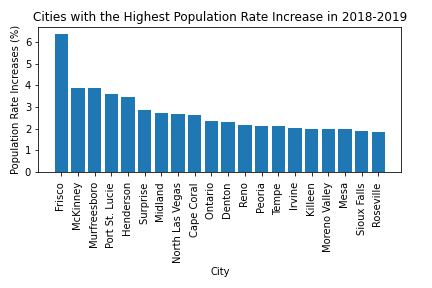 Cities with the Highest Population Rate Increase in 2018-2019
Population Rate Increases (%)
6
5
4
3
2
1
0
Frisco
McKinney
Murfreesboro
Port St. Lucie
Henderson
Surprise
Midland
North Las Vegas
Cape Coral
Ontario
Denton
Reno
Peoria
Tempe
Irvine
Killeen
Moreno Valley
Mesa
Sioux Falls
Roseville
City